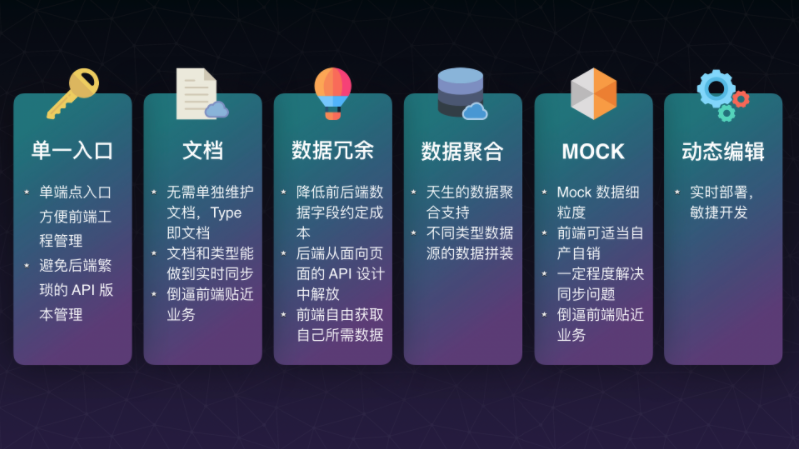 单一入口
* 单端点入口
方便前端工
程管理
* 避免后端繁
琐的 API 版
本管理
文档
* 无需单独维护
文档，Type
即文档
* 文档和类型能
做到实时同步
* 倒逼前端贴近
业务
数据冗余
* 降低前后端数
据字段约定成
本
* 后端从面向页
面的 API 设计
中解放
* 前端自由获取
自己所需数据
数据聚合
* 天生的数据聚
合支持
* 不同类型数据
源的数据拼装
MOCK
* Mock 数据细
粒度
* 前端可适当自
产自销
* 一定程度解决
同步问题
* 倒逼前端贴近
业务
动态编辑
* 实时部署，
敏捷开发